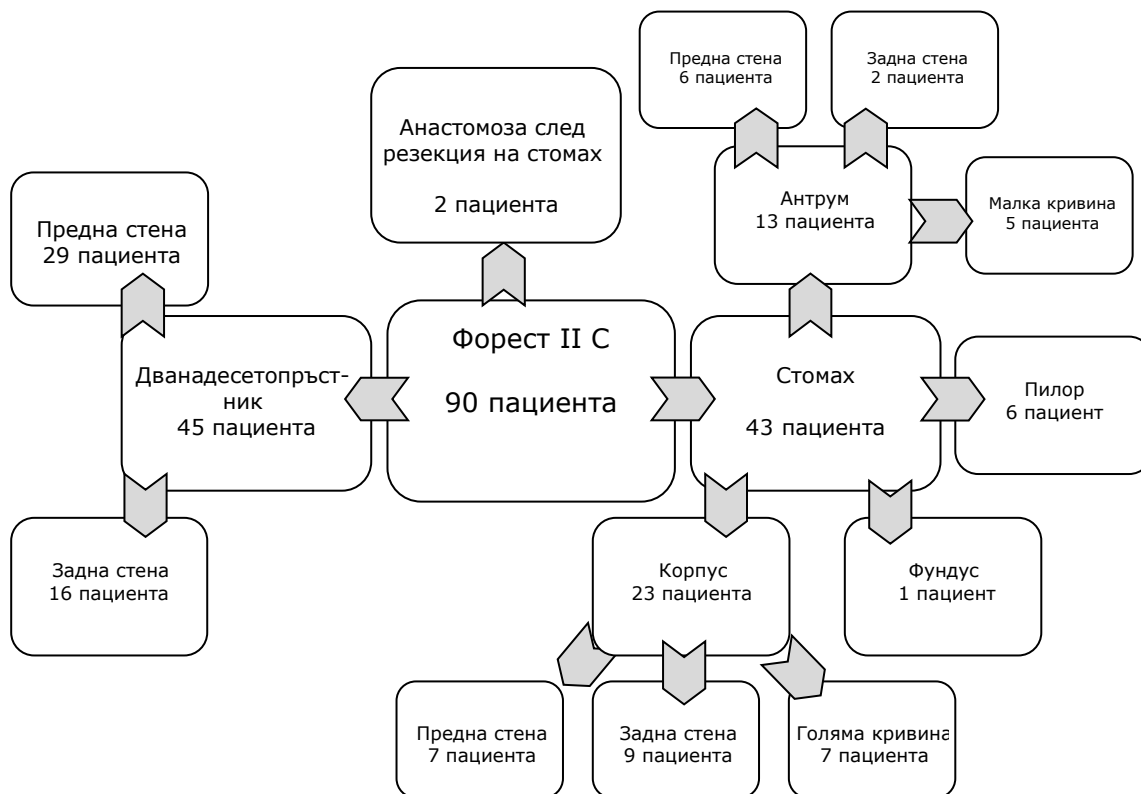 Предна стена
6 пациента
Задна стена
2 пациента
Анастомоза след
резекция на стомах
2 пациента
Антрум
13 пациента
Малка кривина
5 пациента
Предна стена
29 пациента
Форест II С
90 пациента
Дванадесетопръст-
ник
45 пациента
Стомах
43 пациента
Пилор
6 пациент
Задна стена
16 пациента
Корпус
23 пациента
Фундус
1 пациент
Предна стена
7 пациента
Задна стена
9 пациента
Голяма кривина
7 пациента